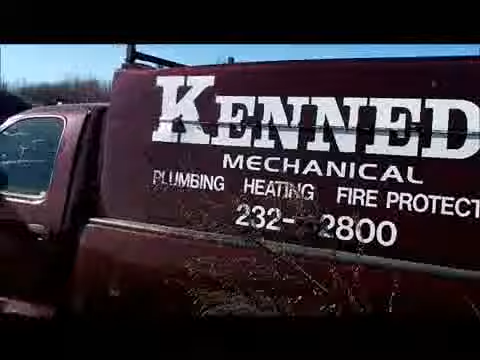 KENNED
MECHANICAL
PLUMBING HEATING FIRE PROTECT
232-2800